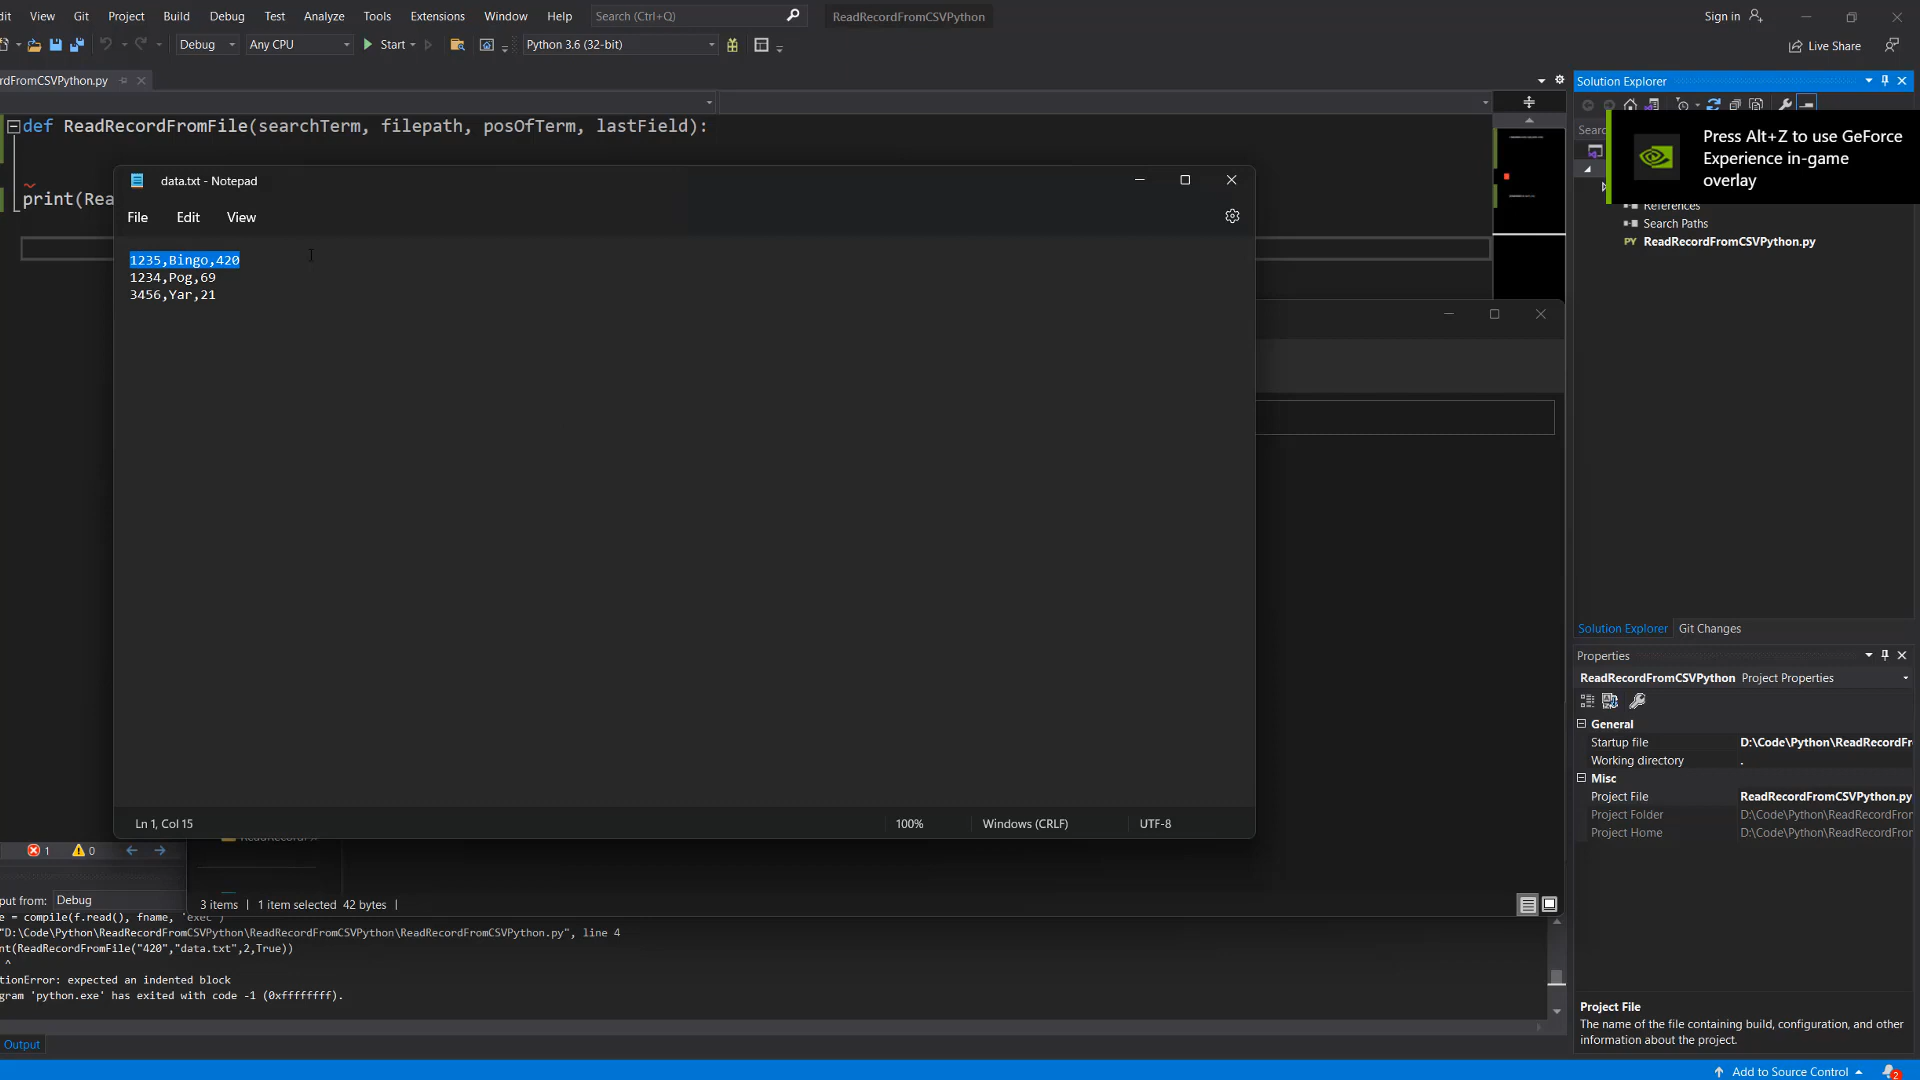 dit View Git Project Build Debug Test Analyze Tools Extensions Window Help Search (Ctrl+Q) ReadRecordFromCSVPython Sign in
Debug Any CPU Start Python 3.6 (32-bit) Live Share
rdFromCSVPython.py
Solution Explorer
def ReadRecordFromFile(searchTerm, filepath, posOfTerm, lastField):
Sear
Press Alt+Z to use GeForce
Experience in-game
overlay
print(Rea
data.txt - Notepad
File Edit View
1235,Bingo,420
1234,Pog,69
3456,Yar,21
References
Search Paths
PY ReadRecordFromCSVPython.py
Solution Explorer Git Changes
Properties
ReadRecordFromCSVPython Project Properties
General
Startup file D:\Code\Python\ReadRecordFr
Working directory .
Misc
Project File ReadRecordFromCSVPython.py
Project Folder D:\Code\Python\ReadRecordFror
Project Home D:\Code\Python\ReadRecordFror
Ln 1, Col 15 100% Windows (CRLF) UTF-8
1 0
put from: Debug
3 items 1 item selected 42 bytes
e = compile(f.read(), fname, 'exec')
"D:\Code\Python\ReadRecordFromCSVPython\ReadRecordFromCSVPython\ReadRecordFromCSVPython.py", line 4
nt(ReadRecordFromFile("420","data.txt",2,True))
^
tionError: expected an indented block
gram 'python.exe' has exited with code -1 (0xffffffff).
Project File
The name of the file containing build, configuration, and other
information about the project.
Output
Add to Source Control 2